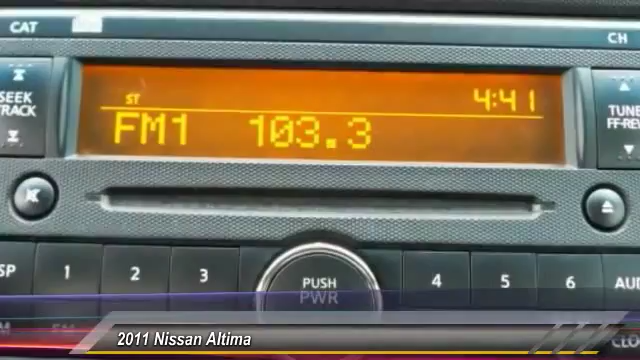 CAT
CH
SEEK
TRACK
ST
4:41
FM1 103.3
TUNE
FF-REW
1
2
3
PUSH
PWR
4
5
6
2011 Nissan Altima